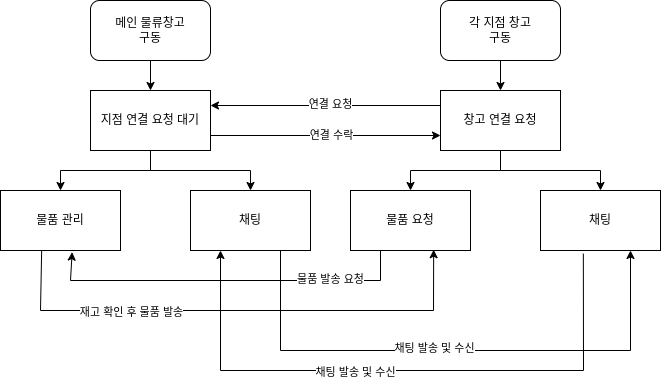 메인 물류창고
구동
각 지점 창고
구동
연결 요청
지점 연결 요청 대기
창고 연결 요청
연결 수락
물품 관리
채팅
물품 요청
채팅
물품 발송 요청
재고 확인 후 물품 발송
채팅 발송 및 수신
채팅 발송 및 수신